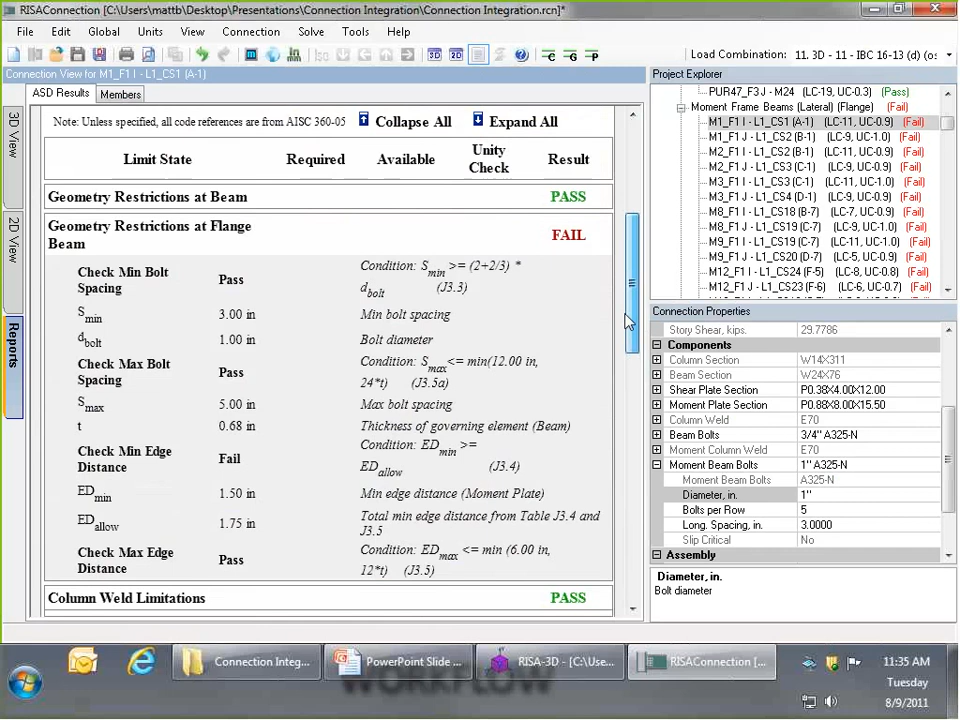 RISAConnection [C:\Users\mattb\Desktop\Presentations\Connection Integration\Connection Integration.rcn]*
File Edit Global Units View Connection Solve Tools Help
3D 2D C G P Load Combination: 11. 3D - 11 - IBC 16-13 (d) (o:
Connection View for M1_F1 I - L1_CS1 (A-1)
ASD Results Members
3D View
2D View
Reports
Note: Unless specified, all code references are from AISC 360-05 Collapse All Expand All
Limit State Required Available Unity Check Result
Geometry Restrictions at Beam PASS
Geometry Restrictions at Flange Beam FAIL
Check Min Bolt Spacing Pass Condition: Smin >= (2+2/3) * dbolt (J3.3)
Smin 3.00 in Min bolt spacing
dbolt 1.00 in Bolt diameter
Check Max Bolt Spacing Pass Condition: Smax<= min(12.00 in, 24*t) (J3.5a)
Smax 5.00 in Max bolt spacing
t 0.68 in Thickness of governing element (Beam)
Check Min Edge Distance Fail Condition: EDmin >= EDallow (J3.4)
EDmin 1.50 in Min edge distance (Moment Plate)
EDallow 1.75 in Total min edge distance from Table J3.4 and J3.5
Check Max Edge Distance Pass Condition: EDmax <= min (6.00 in, 12*t) (J3.5)
Column Weld Limitations PASS
Project Explorer
PUR47_F3 J - M24 (LC-19, UC-0.3) (Pass)
Moment Frame Beams (Lateral) (Flange) (Fail)
M1_F1 I - L1_CS1 (A-1) (LC-11, UC-0.9) (Fail)
M1_F1 J - L1_CS2 (B-1) (LC-9, UC-1.0) (Fail)
M2_F1 I - L1_CS2 (B-1) (LC-11, UC-0.9) (Fail)
M2_F1 J - L1_CS3 (C-1) (LC-9, UC-0.9) (Fail)
M3_F1 I - L1_CS3 (C-1) (LC-11, UC-1.0) (Fail)
M3_F1 J - L1_CS4 (D-1) (LC-9, UC-0.9) (Fail)
M8_F1 I - L1_CS18 (B-7) (LC-7, UC-0.9) (Fail)
M8_F1 J - L1_CS19 (C-7) (LC-9, UC-1.0) (Fail)
M9_F1 I - L1_CS19 (C-7) (LC-11, UC-1.0) (Fail)
M9_F1 J - L1_CS20 (D-7) (LC-5, UC-0.9) (Fail)
M12_F1 I - L1_CS24 (F-5) (LC-8, UC-0.8) (Fail)
M12_F1 J - L1_CS23 (F-6) (LC-6, UC-0.7) (Fail)
Connection Properties
Story Shear, kips. 29.7786
Components
Column Section W14X311
Beam Section W24X76
Shear Plate Section P0.38X4.00X12.00
Moment Plate Section P0.88X8.00X15.50
Column Weld E70
Beam Bolts 3/4" A325-N
Moment Column Weld E70
Moment Beam Bolts 1" A325-N
Moment Beam Bolts A325-N
Diameter, in. 1"
Bolts per Row 5
Long. Spacing, in. 3.0000
Slip Critical No
Assembly
Diameter, in.
Bolt diameter
Connection Integ... PowerPoint Slide ... RISA-3D - [C:\Use... RISAConnection [...
WORKFLOW
11:35 AM
Tuesday
8/9/2011